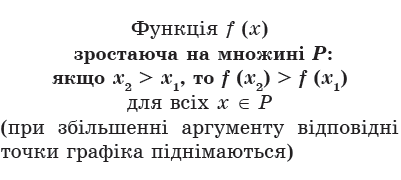 Функція f (x)
зростаюча на множині P:
якщо x₂ > x₁, то f (x₂) > f (x₁)
для всіх x ∈ P
(при збільшенні аргументу відповідні
точки графіка піднімаються)